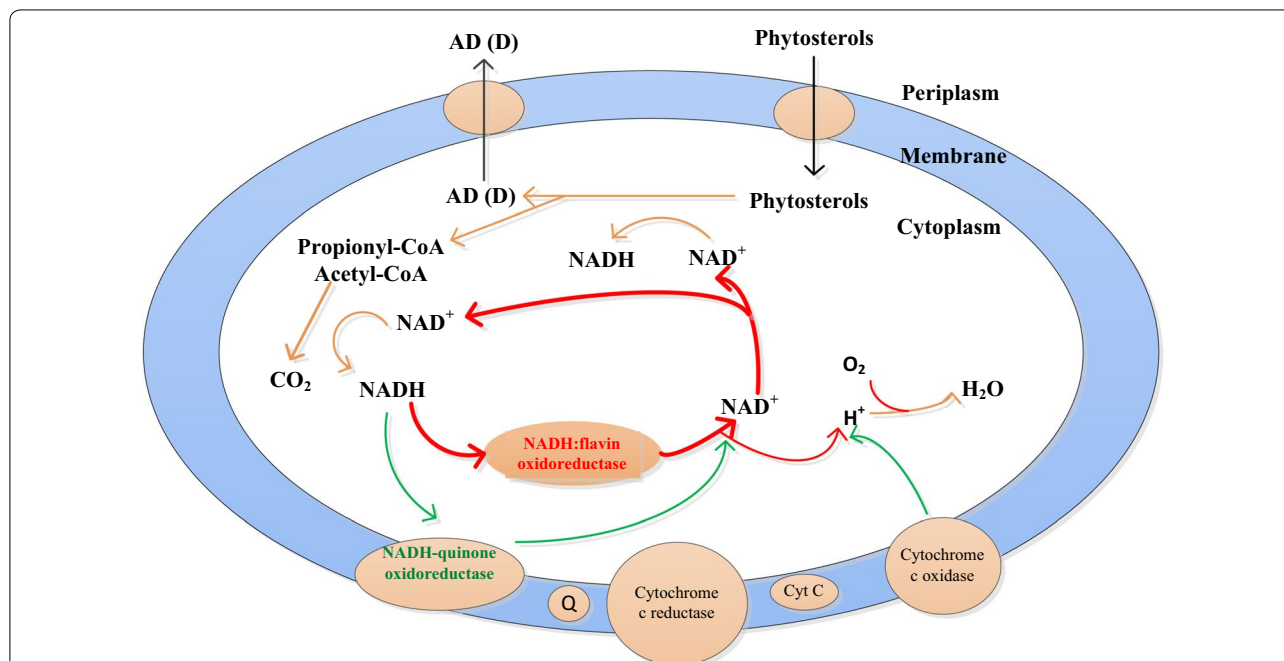 AD (D)
Phytosterols
Periplasm
Membrane
AD (D)
Phytosterols
Cytoplasm
Propionyl-CoA
Acetyl-CoA
NADH
NAD⁺
NAD⁺
CO₂
NADH
O₂
H₂O
NAD⁺
H⁺
NADH:flavin
oxidoreductase
NADH-quinone
oxidoreductase
Q
Cytochrome
c reductase
Cyt C
Cytochrome
c oxidase